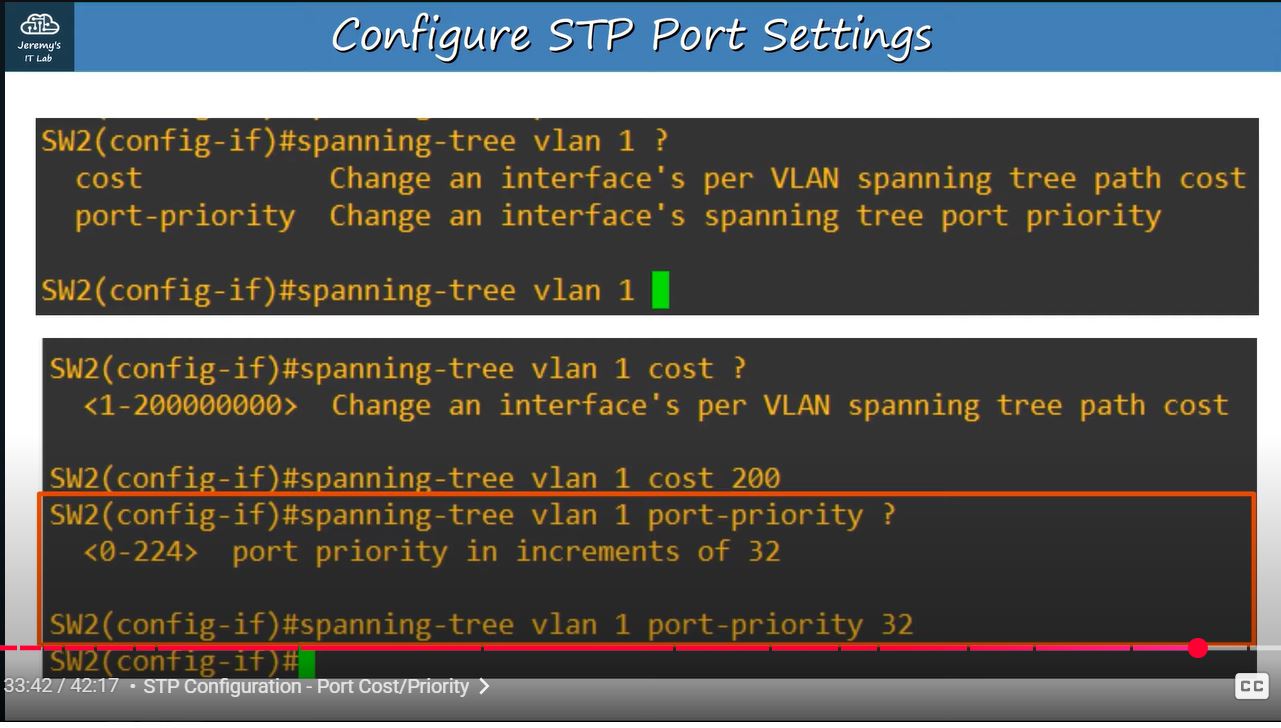 Jeremy's
IT Lab
Configure STP Port Settings
SW2(config-if)#spanning-tree vlan 1 ?
cost Change an interface's per VLAN spanning tree path cost
port-priority Change an interface's spanning tree port priority
SW2(config-if)#spanning-tree vlan 1
SW2(config-if)#spanning-tree vlan 1 cost ?
<1-200000000> Change an interface's per VLAN spanning tree path cost
SW2(config-if)#spanning-tree vlan 1 cost 200
SW2(config-if)#spanning-tree vlan 1 port-priority ?
<0-224> port priority in increments of 32
SW2(config-if)#spanning-tree vlan 1 port-priority 32
SW2(config-if)#
33:42 / 42:17 • STP Configuration - Port Cost/Priority
CC